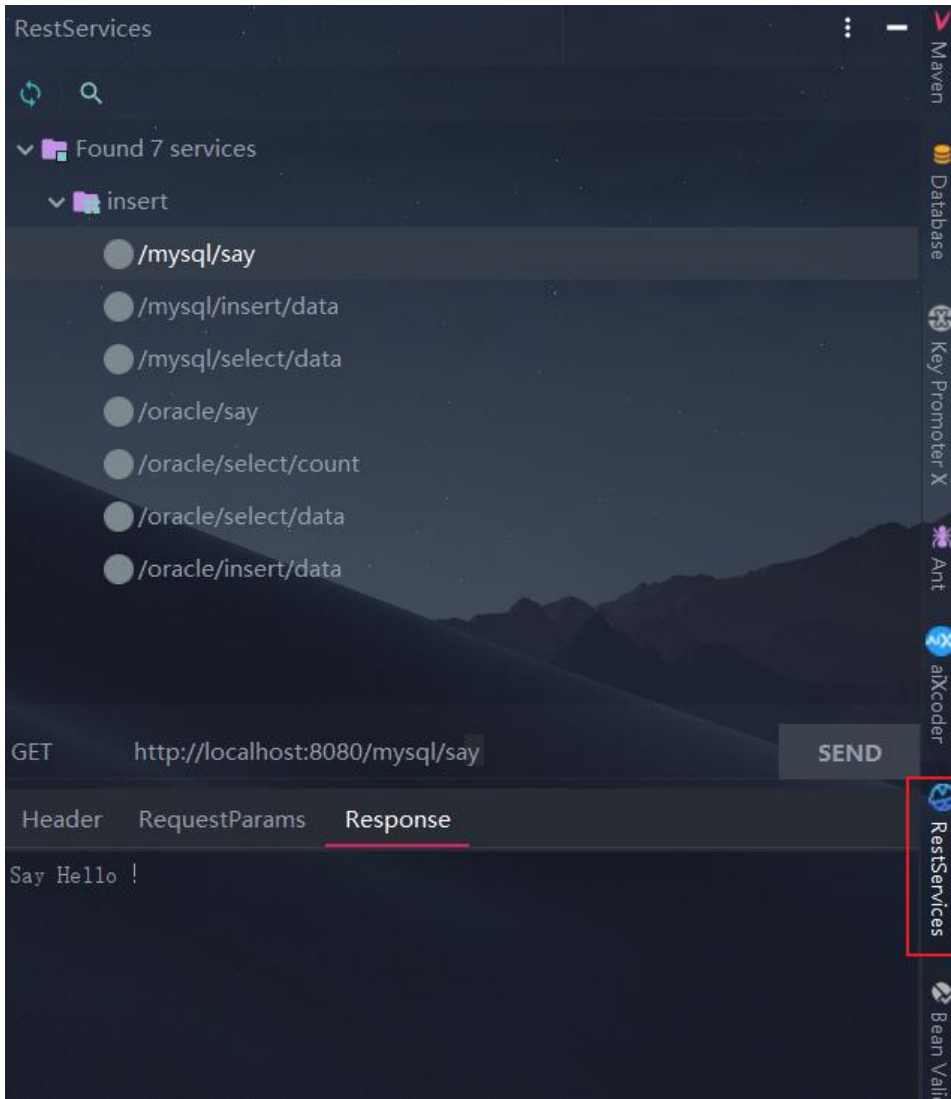 RestServices
Found 7 services
insert
/mysql/say
/mysql/insert/data
/mysql/select/data
/oracle/say
/oracle/select/count
/oracle/select/data
/oracle/insert/data
GET http://localhost:8080/mysql/say SEND
Header RequestParams Response
Say Hello !
Maven
Database
Key Promoter X
Ant
aiXcoder
RestServices
Bean Vali